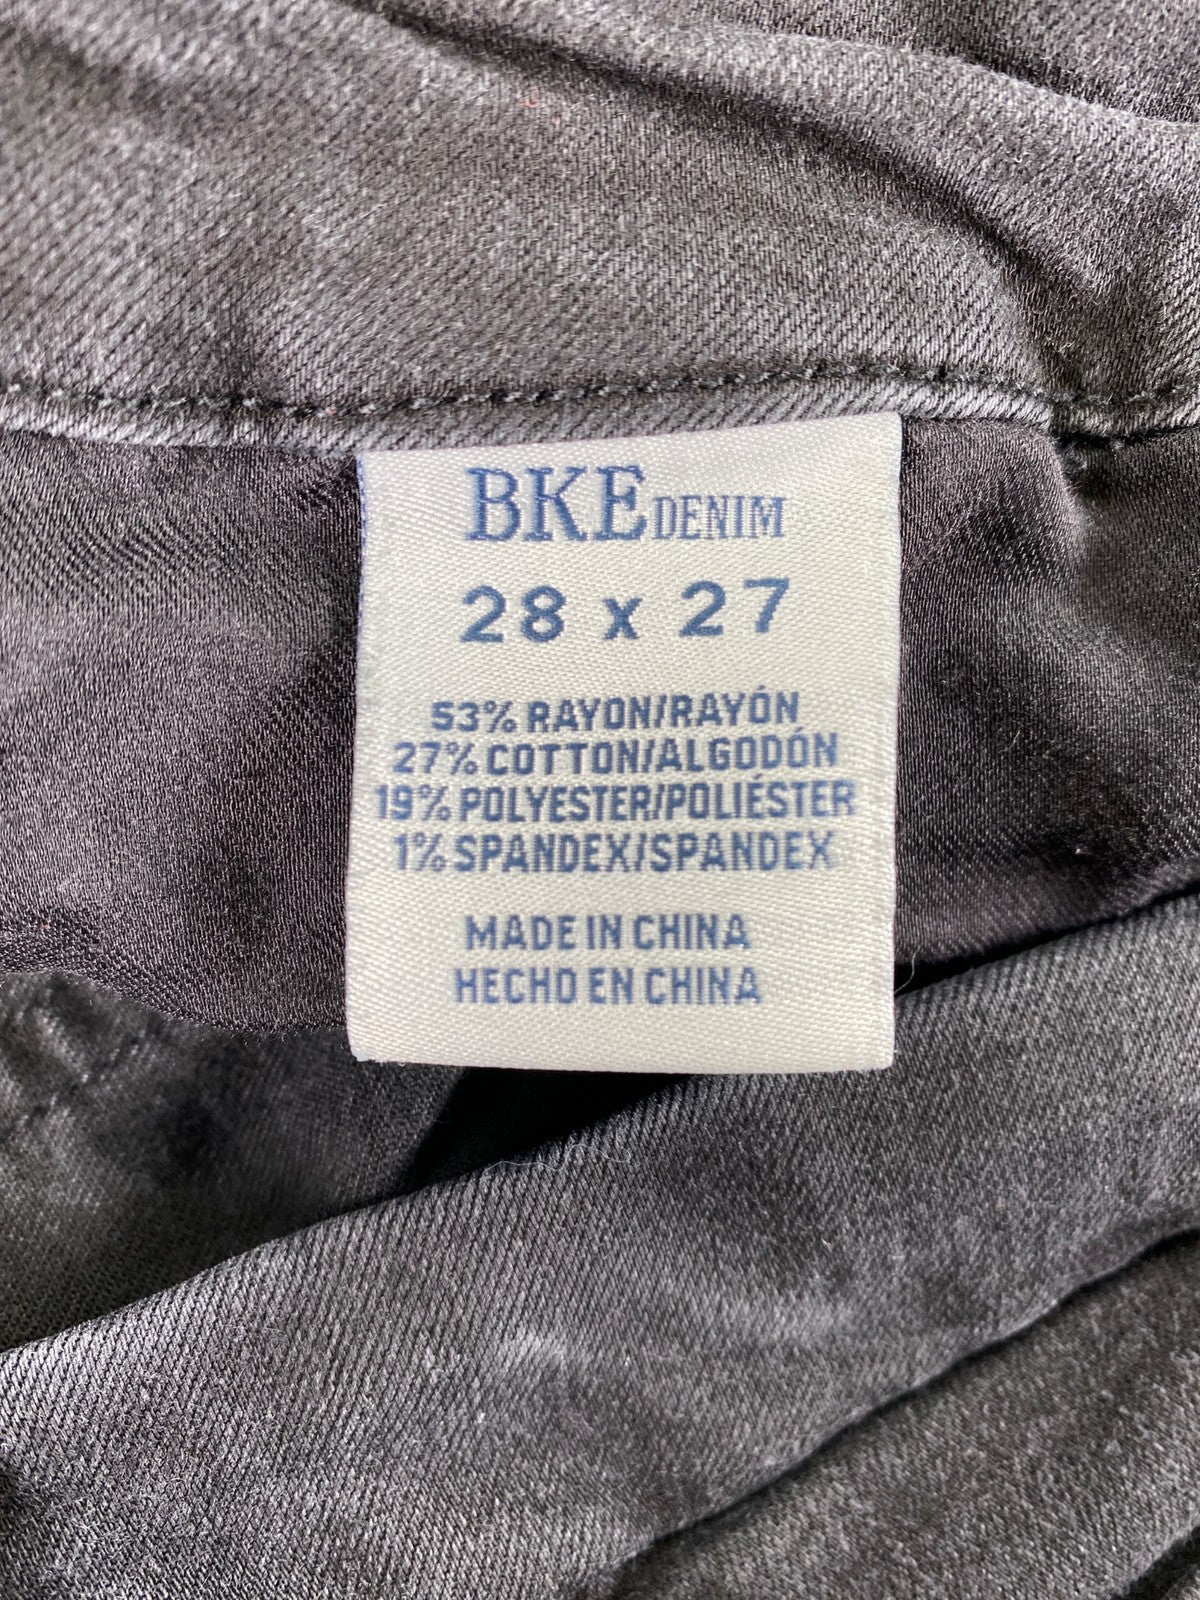 BKE DENIM
28 x 27
53% RAYON/RAYÓN
27% COTTON/ALGODÓN
19% POLYESTER/POLIÉSTER
1% SPANDEX/SPANDEX
MADE IN CHINA
HECHO EN CHINA